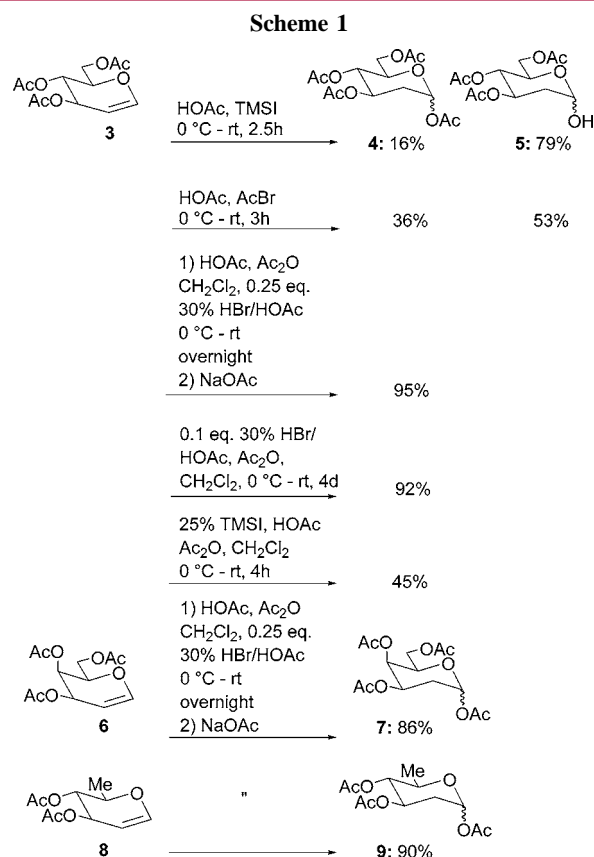 Scheme 1
OAc
AcO
AcO
O
3
HOAc, TMSI
0 °C - rt, 2.5h
OAc
AcO
AcO
O
OAc
4: 16%
OAc
AcO
AcO
O
OH
5: 79%
HOAc, AcBr
0 °C - rt, 3h
36%
53%
1) HOAc, Ac2O
CH2Cl2, 0.25 eq.
30% HBr/HOAc
0 °C - rt
overnight
2) NaOAc
95%
0.1 eq. 30% HBr/
HOAc, Ac2O,
CH2Cl2, 0 °C - rt, 4d
92%
25% TMSI, HOAc
Ac2O, CH2Cl2
0 °C - rt, 4h
45%
AcO
OAc
O
AcO
6
1) HOAc, Ac2O
CH2Cl2, 0.25 eq.
30% HBr/HOAc
0 °C - rt
overnight
2) NaOAc
AcO
OAc
O
AcO
OAc
7: 86%
Me
O
AcO
AcO
8
"
Me
O
AcO
AcO
OAc
9: 90%